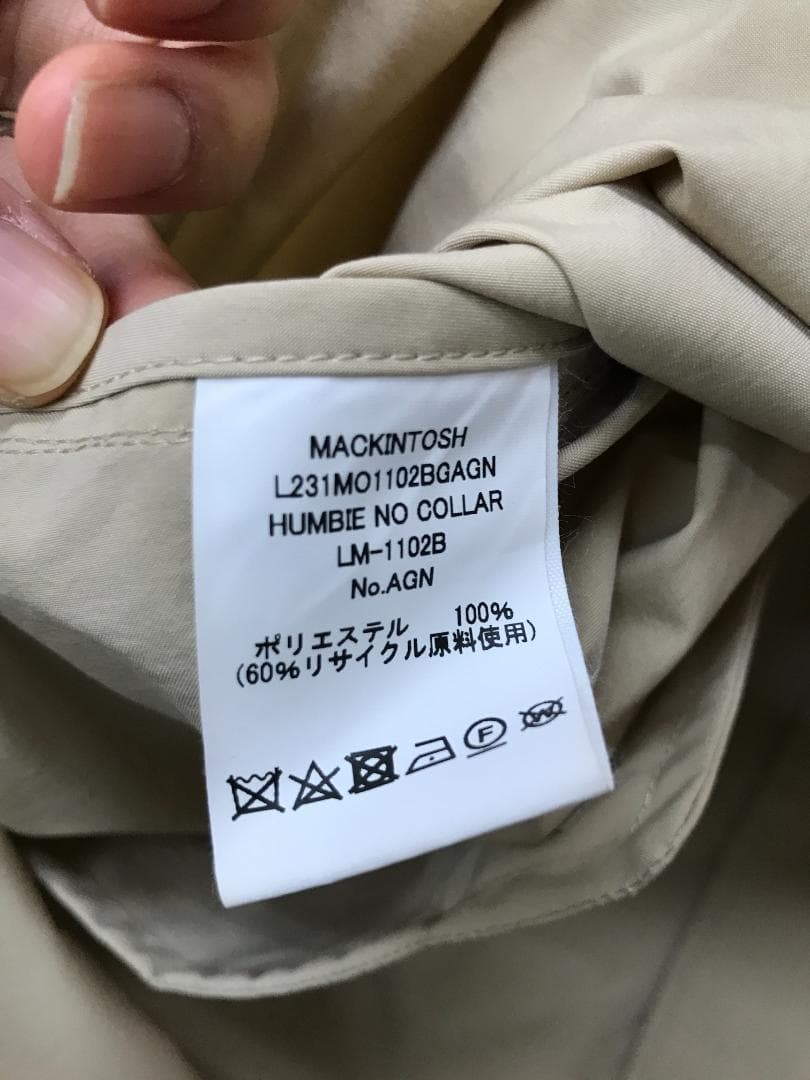 MACKINTOSH
L231MO1102BGAGN
HUMBIE NO COLLAR
LM-1102B
No.AGN
ポリエステル 100%
(60%リサイクル原料使用)
F
W